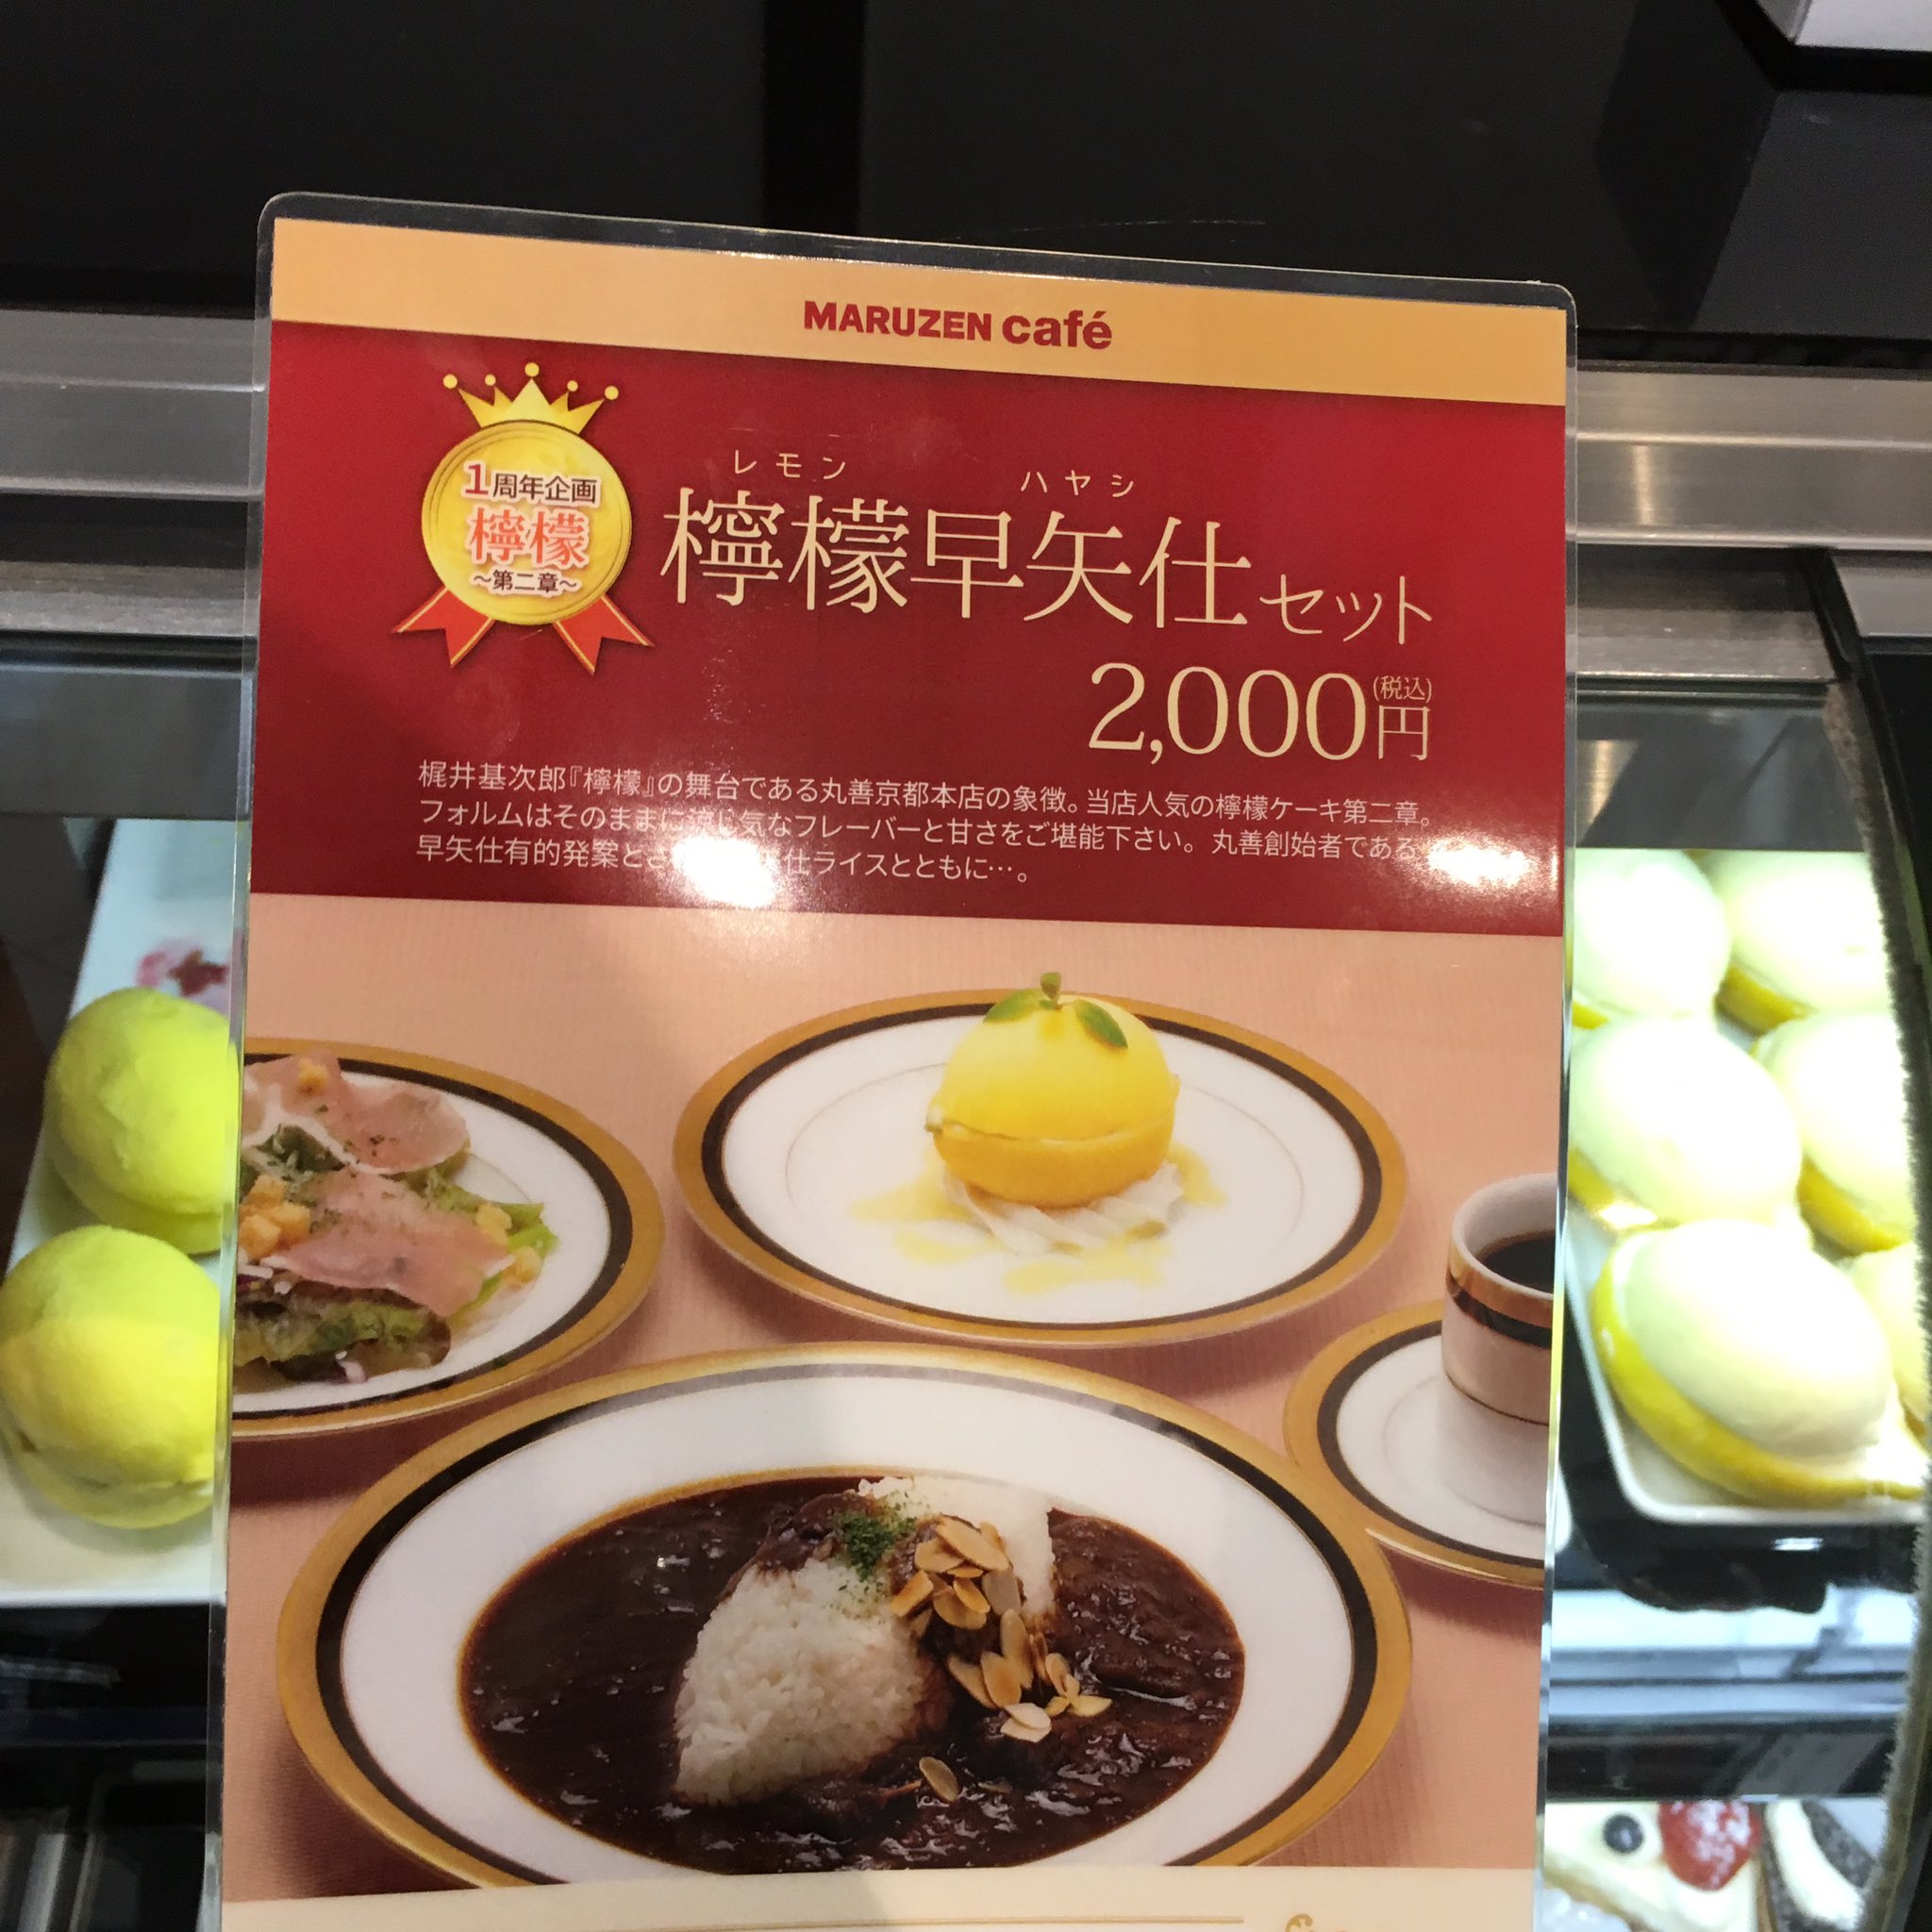 MARUZEN café
1周年企画
檸檬
～第二章～
レモン ハヤシ
檸檬早矢仕セット
2,000円(税込)
梶井基次郎『檸檬』の舞台である丸善京都本店の象徴。当店人気の檸檬ケーキ第二章。
フォルムはそのままに 気なフレーバーと甘さをご堪能下さい。丸善創始者である
早矢仕有的発案と 仕ライスとともに…。